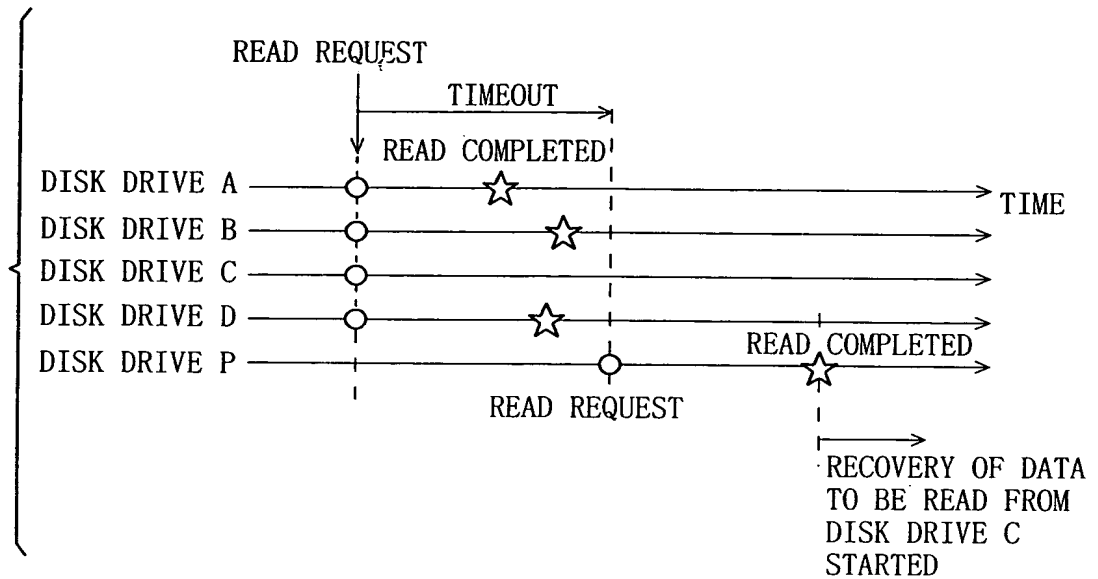 READ REQUEST
TIMEOUT
READ COMPLETED
DISK DRIVE A
TIME
DISK DRIVE B
DISK DRIVE C
DISK DRIVE D
READ COMPLETED
DISK DRIVE P
READ REQUEST
RECOVERY OF DATA
TO BE READ FROM
DISK DRIVE C
STARTED